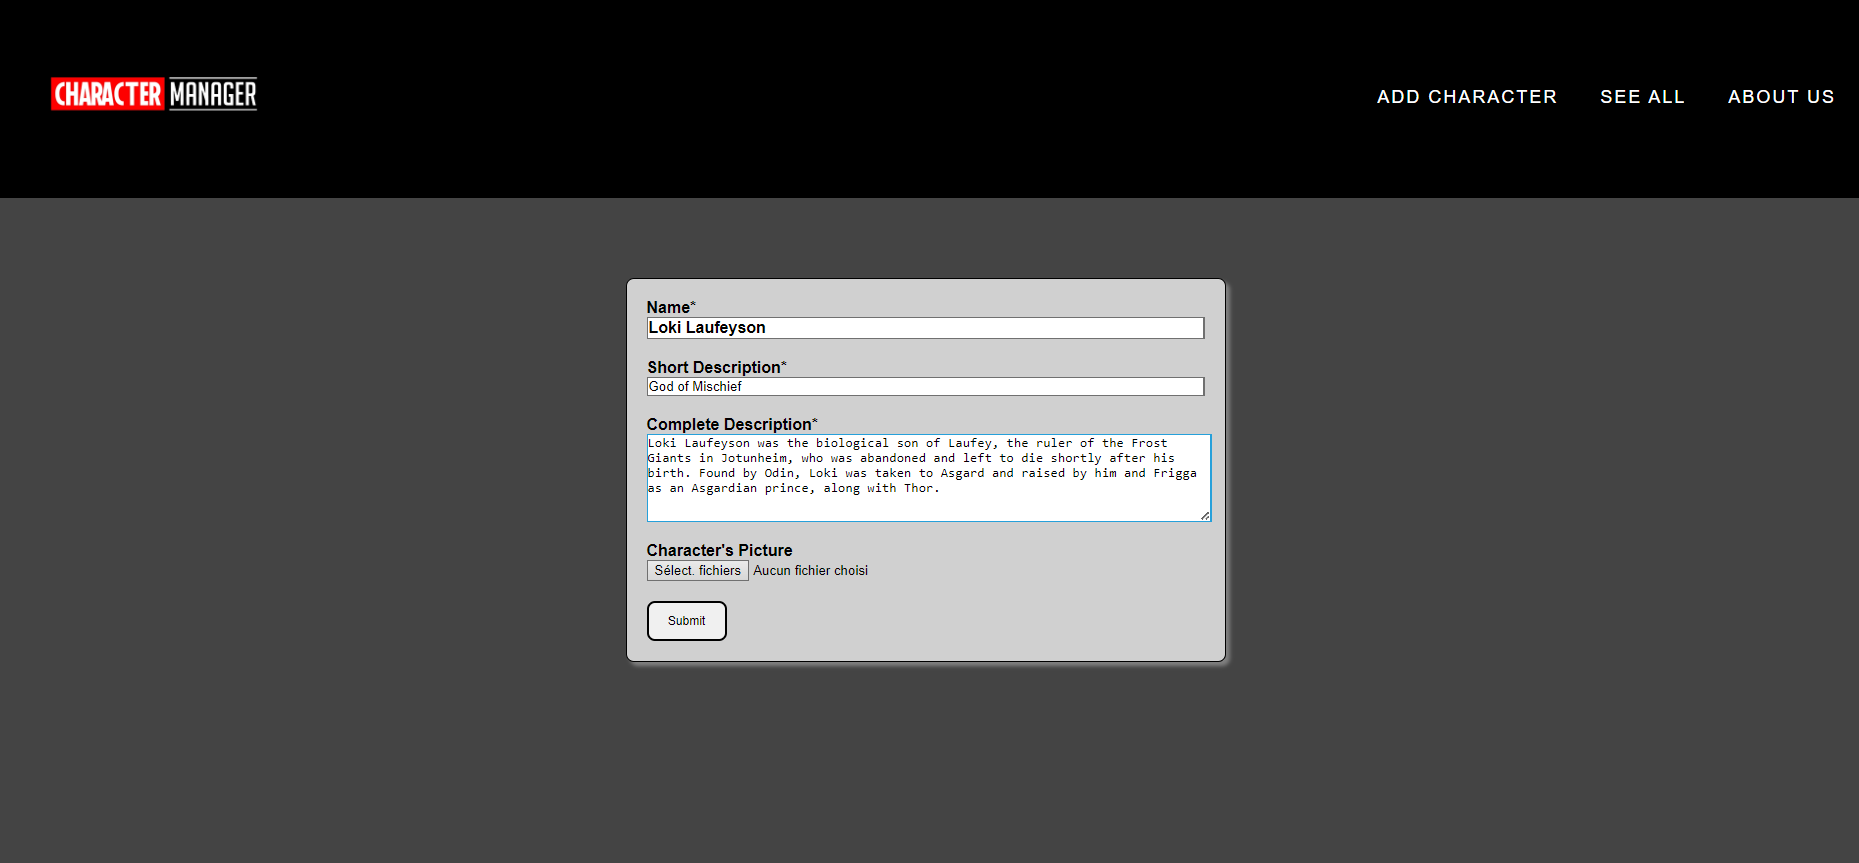 CHARACTER MANAGER
ADD CHARACTER SEE ALL ABOUT US
Name*
Loki Laufeyson
Short Description*
God of Mischief
Complete Description*
Loki Laufeyson was the biological son of Laufey, the ruler of the Frost
Giants in Jotunheim, who was abandoned and left to die shortly after his
birth. Found by Odin, Loki was taken to Asgard and raised by him and Frigga
as an Asgardian prince, along with Thor.
Character's Picture
Sélect. fichiers Aucun fichier choisi
Submit